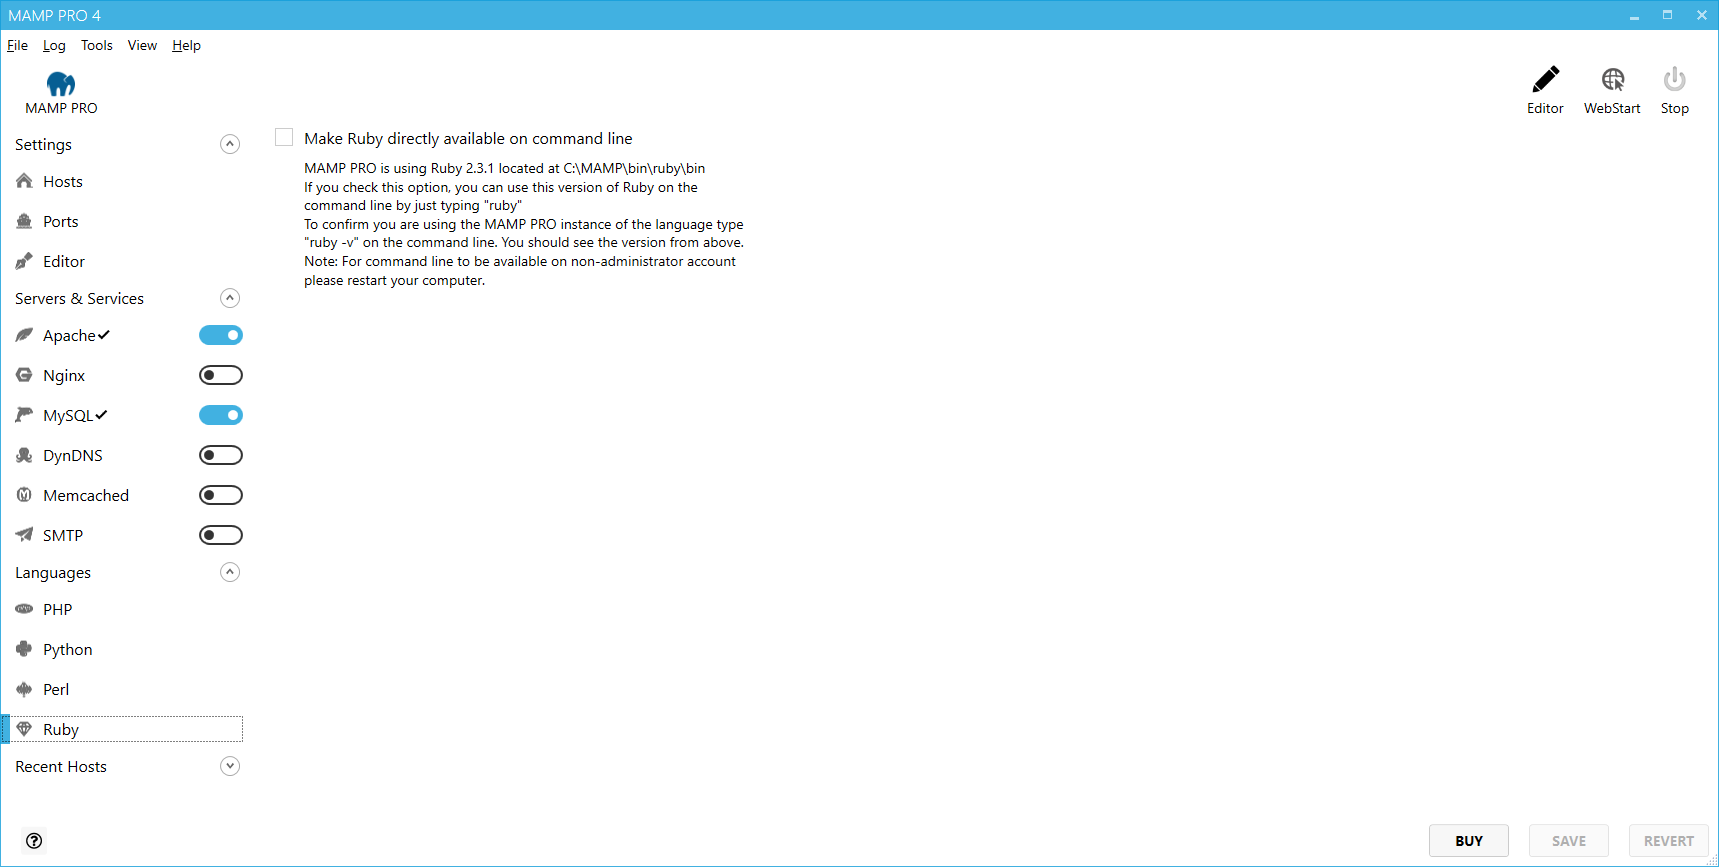 MAMP PRO 4
File Log Tools View Help
MAMP PRO
Editor WebStart Stop
Settings
Hosts
Ports
Editor
Servers & Services
Apache
Nginx
MySQL
DynDNS
Memcached
SMTP
Languages
PHP
Python
Perl
Ruby
Recent Hosts
Make Ruby directly available on command line
MAMP PRO is using Ruby 2.3.1 located at C:\MAMP\bin\ruby\bin
If you check this option, you can use this version of Ruby on the
command line by just typing "ruby"
To confirm you are using the MAMP PRO instance of the language type
"ruby -v" on the command line. You should see the version from above.
Note: For command line to be available on non-administrator account
please restart your computer.
BUY SAVE REVERT